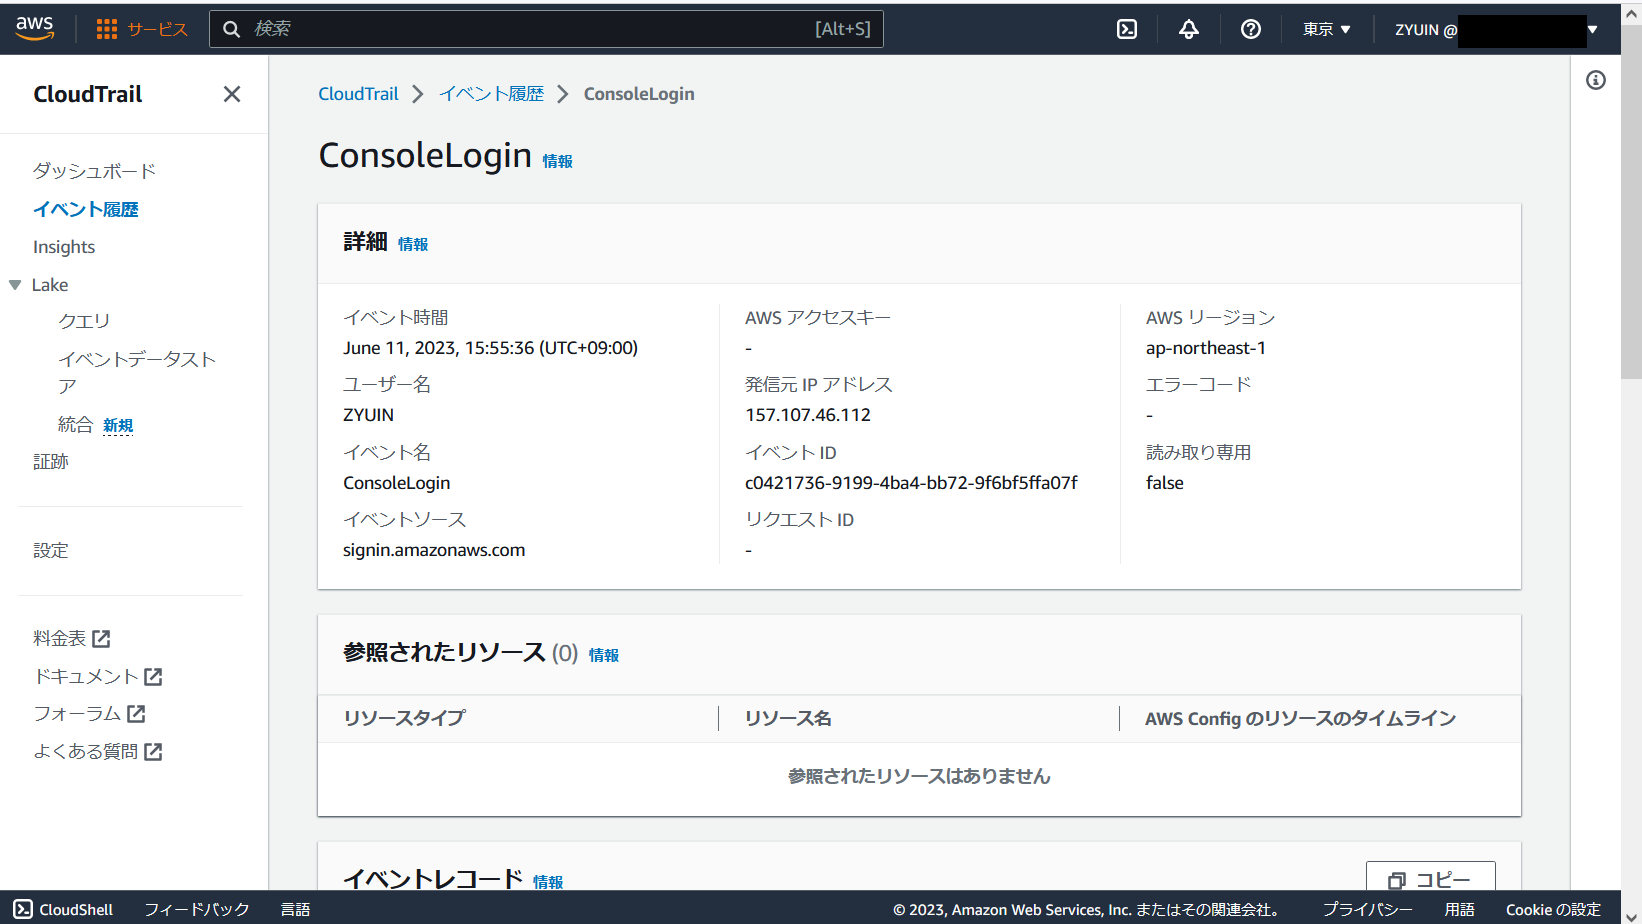 aws
サービス
検索
[Alt+S]
東京
ZYUIN @
CloudTrail
ダッシュボード
イベント履歴
Insights
Lake
クエリ
イベントデータスト
ア
統合 新規
証跡
設定
料金表
ドキュメント
フォーラム
よくある質問
CloudTrail > イベント履歴 > ConsoleLogin
ConsoleLogin 情報
詳細 情報
イベント時間
June 11, 2023, 15:55:36 (UTC+09:00)
ユーザー名
ZYUIN
イベント名
ConsoleLogin
イベントソース
signin.amazonaws.com
AWS アクセスキー
-
発信元 IP アドレス
157.107.46.112
イベント ID
c0421736-9199-4ba4-bb72-9f6bf5ffa07f
リクエスト ID
-
AWS リージョン
ap-northeast-1
エラーコード
-
読み取り専用
false
参照されたリソース (0) 情報
リソースタイプ
リソース名
AWS Config のリソースのタイムライン
参照されたリソースはありません
イベントレコード 情報
コピー
CloudShell
フィードバック
言語
© 2023, Amazon Web Services, Inc. またはその関連会社。
プライバシー
用語
Cookie の設定